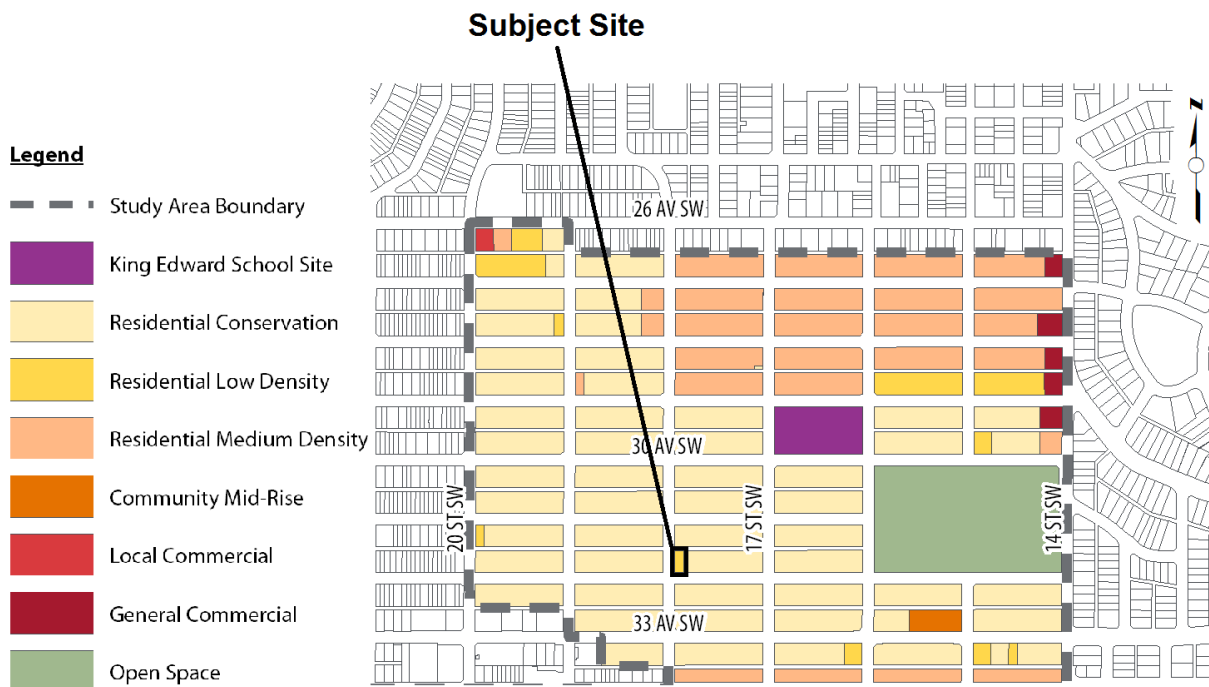 Subject Site
Legend
Study Area Boundary
King Edward School Site
Residential Conservation
Residential Low Density
Residential Medium Density
Community Mid-Rise
Local Commercial
General Commercial
Open Space
N
26 AV SW
30 AV SW
20 ST SW
17 ST SW
14 ST SW
33 AV SW